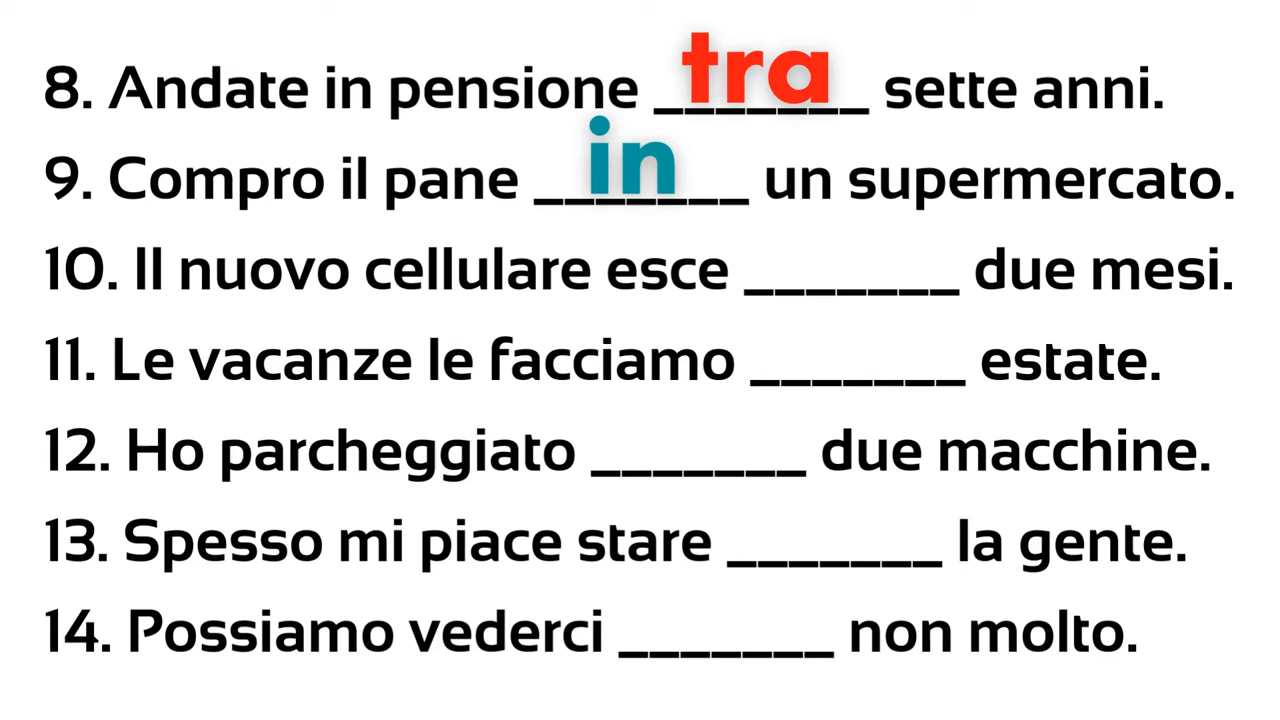 8. Andate in pensione tra sette anni.
9. Compro il pane in un supermercato.
10. Il nuovo cellulare esce _______ due mesi.
11. Le vacanze le facciamo _______ estate.
12. Ho parcheggiato _______ due macchine.
13. Spesso mi piace stare _______ la gente.
14. Possiamo vederci _______ non molto.